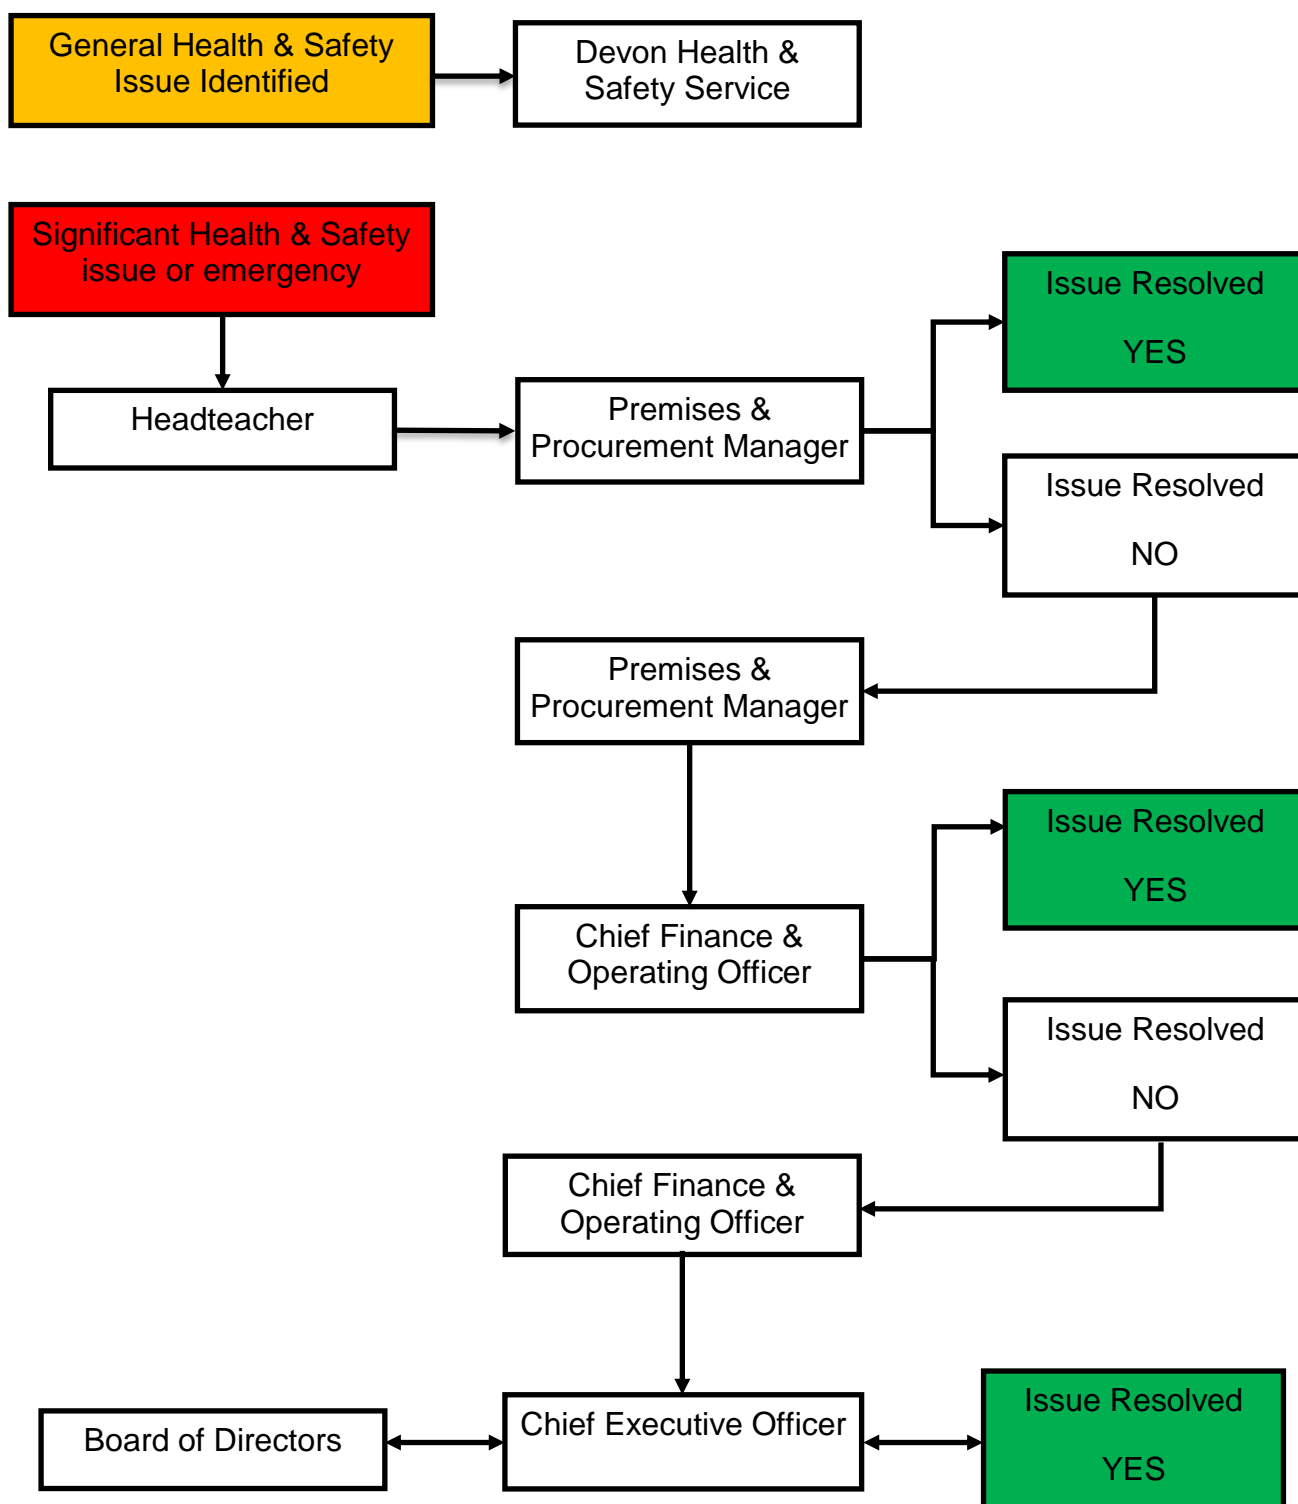 General Health & Safety
Issue Identified
Devon Health &
Safety Service
Significant Health & Safety
issue or emergency
Issue Resolved
YES
Headteacher
Premises &
Procurement Manager
Issue Resolved
NO
Premises &
Procurement Manager
Issue Resolved
YES
Chief Finance &
Operating Officer
Issue Resolved
NO
Chief Finance &
Operating Officer
Board of Directors
Chief Executive Officer
Issue Resolved
YES